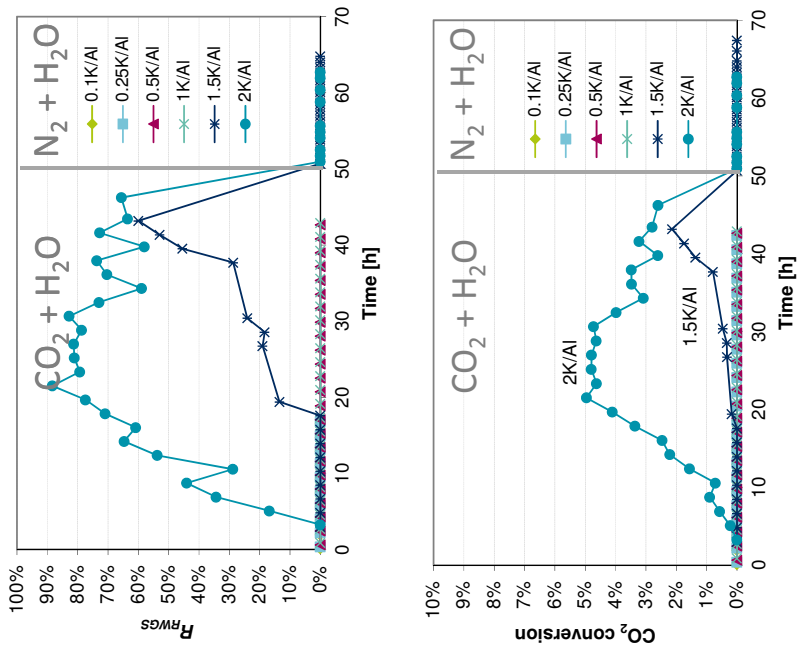 100%
90%
80%
70%
60%
50%
40%
30%
20%
10%
0%
R_RWGS
CO₂ + H₂O
N₂ + H₂O
0.1K/Al
0.25K/Al
0.5K/Al
1K/Al
1.5K/Al
2K/Al
0
10
20
30
40
50
60
70
Time [h]
10%
9%
8%
7%
6%
5%
4%
3%
2%
1%
0%
CO₂ conversion
CO₂ + H₂O
N₂ + H₂O
0.1K/Al
0.25K/Al
0.5K/Al
1K/Al
1.5K/Al
2K/Al
2K/Al
1.5K/Al
0
10
20
30
40
50
60
70
Time [h]